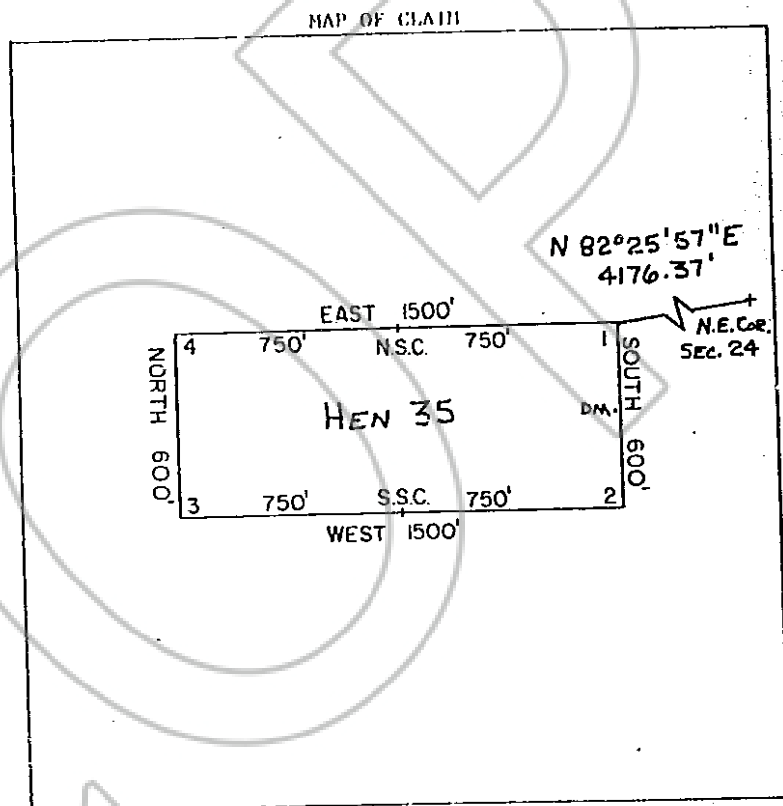 MAP OF CLAIM
N 82°25'57"E
4176.37'
N.E. COR.
SEC. 24
EAST 1500'
4 750' N.S.C. 750' 1
NORTH 600'
HEN 35
D.M.
SOUTH 600'
3 750' S.S.C. 750' 2
WEST 1500'